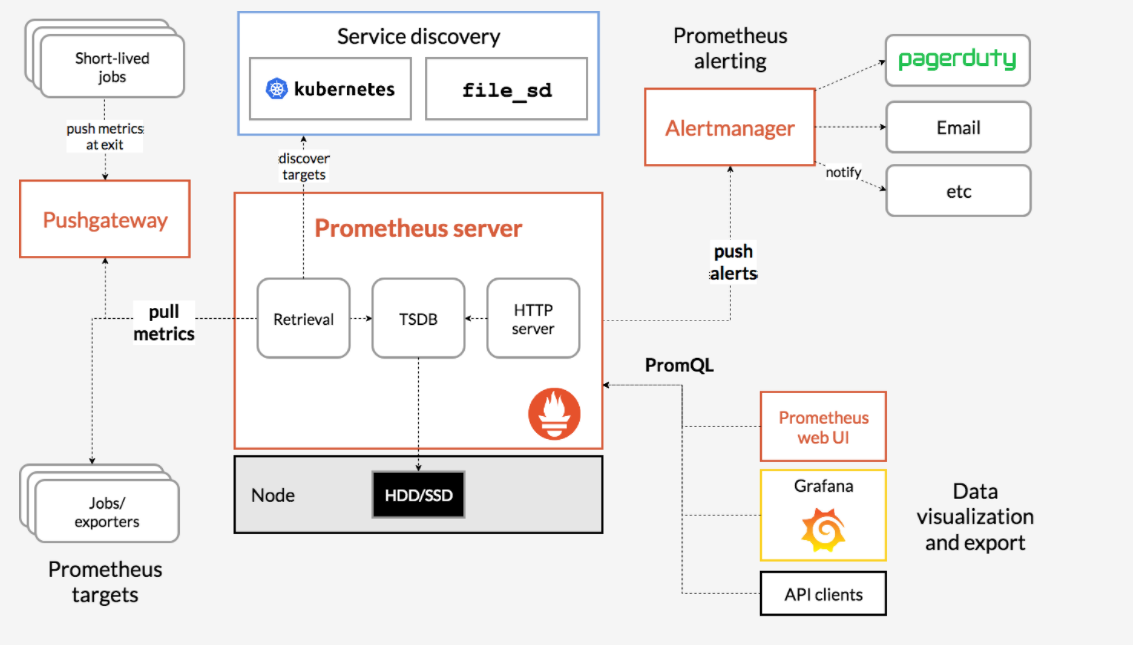 Short-lived
jobs
push metrics
at exit
Pushgateway
Service discovery
kubernetes
file_sd
discover
targets
Prometheus
alerting
Alertmanager
pagerduty
Email
notify
etc
Prometheus server
Retrieval
TSDB
HTTP
server
pull
metrics
push
alerts
PromQL
Node
HDD/SSD
Jobs/
exporters
Prometheus
targets
Prometheus
web UI
Grafana
API clients
Data
visualization
and export